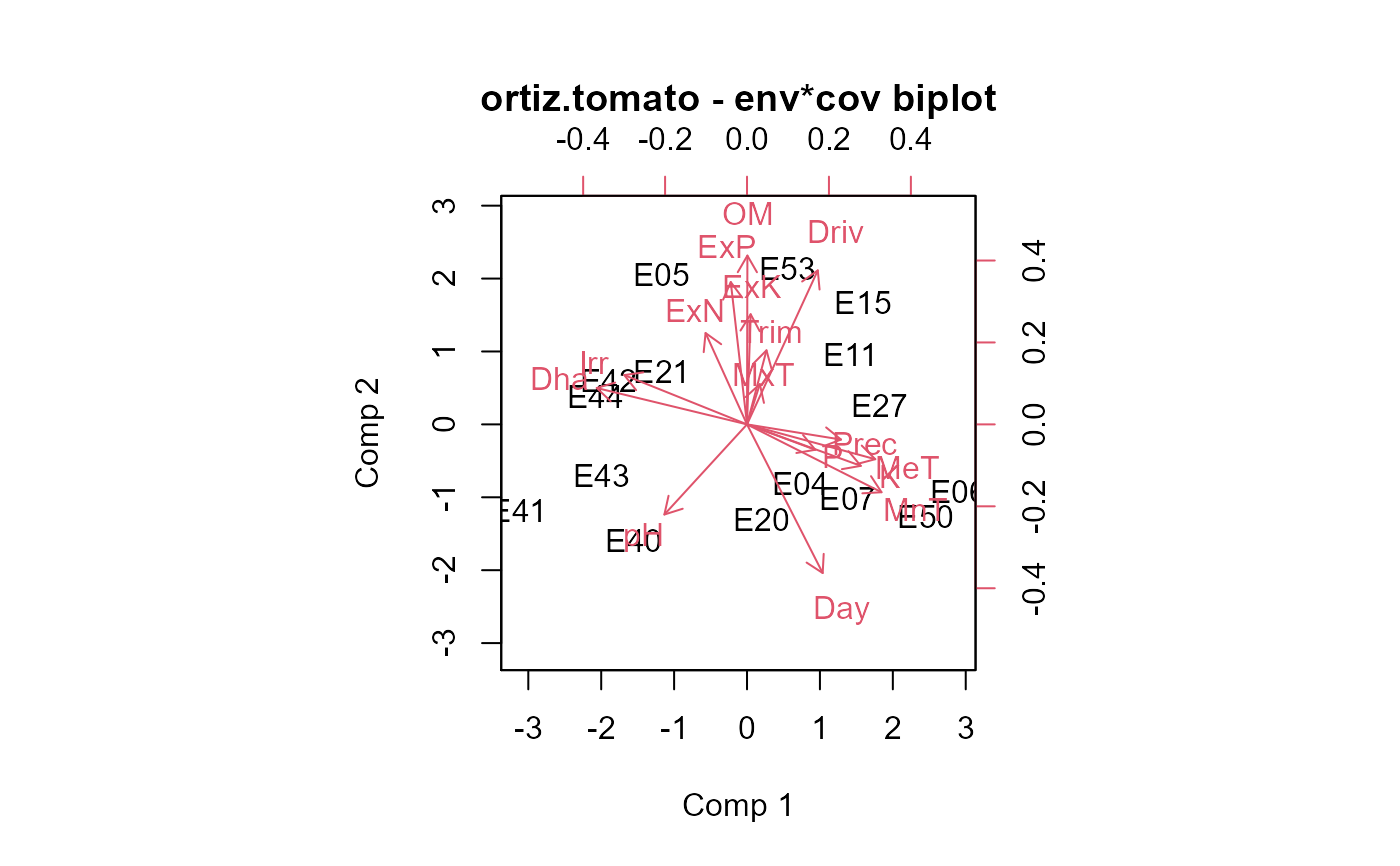 ortiz.tomato - env*cov biplot
-0.4 -0.2 0.0 0.2 0.4
3
OM
Driv
ExP
0.4
E05
E53
2
ExK
E15
ExN
Trim
0.2
1
E11
Irr
E21
MxT
Dha
E42
E44
E27
Comp 2
0
0.0
Prec
P
MeT
E43
K
E04
E07
E06
-1
-0.2
E41
E20
MnT
E50
pH
E40
-2
-0.4
Day
-3
-3 -2 -1 0 1 2 3
Comp 1